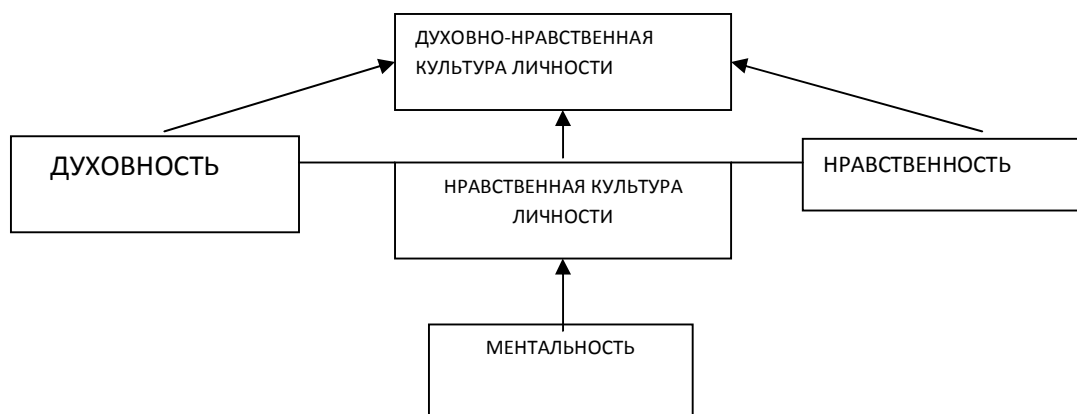 ДУХОВНО-НРАВСТВЕННАЯ
КУЛЬТУРА ЛИЧНОСТИ
ДУХОВНОСТЬ
НРАВСТВЕННАЯ КУЛЬТУРА
ЛИЧНОСТИ
НРАВСТВЕННОСТЬ
МЕНТАЛЬНОСТЬ